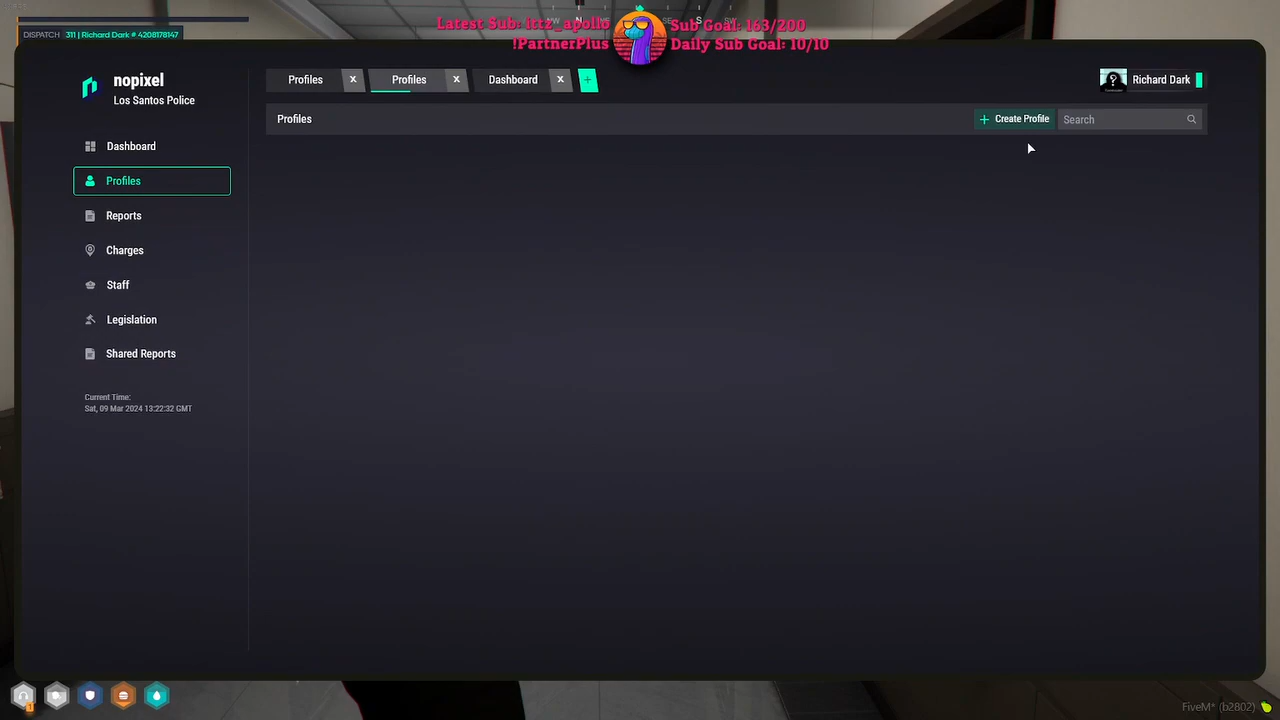 Latest Sub: ittz_apollo
!PartnerPlus
Sub Goal: 163/200
Daily Sub Goal: 10/10
DISPATCH 311 | Richard Dark # 4208178147
nopixel
Los Santos Police
Profiles x Profiles x Dashboard x +
Richard Dark
Profiles
+ Create Profile
Search
Dashboard
Profiles
Reports
Charges
Staff
Legislation
Shared Reports
Current Time:
Sat, 09 Mar 2024 13:22:32 GMT
1
FiveM* (b2802)